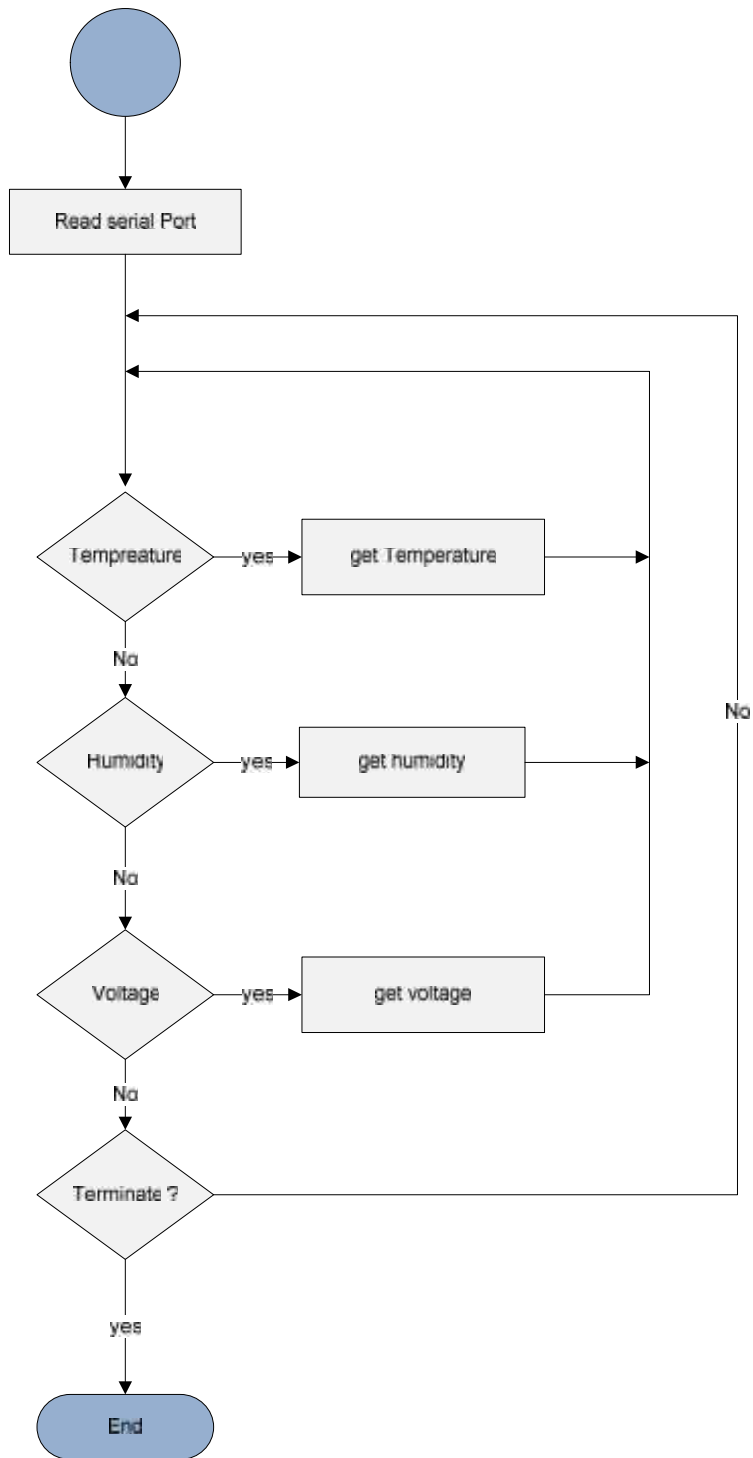 Read serial Port
Tempreature
yes
get Temperature
No
Humidity
yes
get humidity
No
No
Voltage
yes
get voltage
No
Terminate ?
yes
End